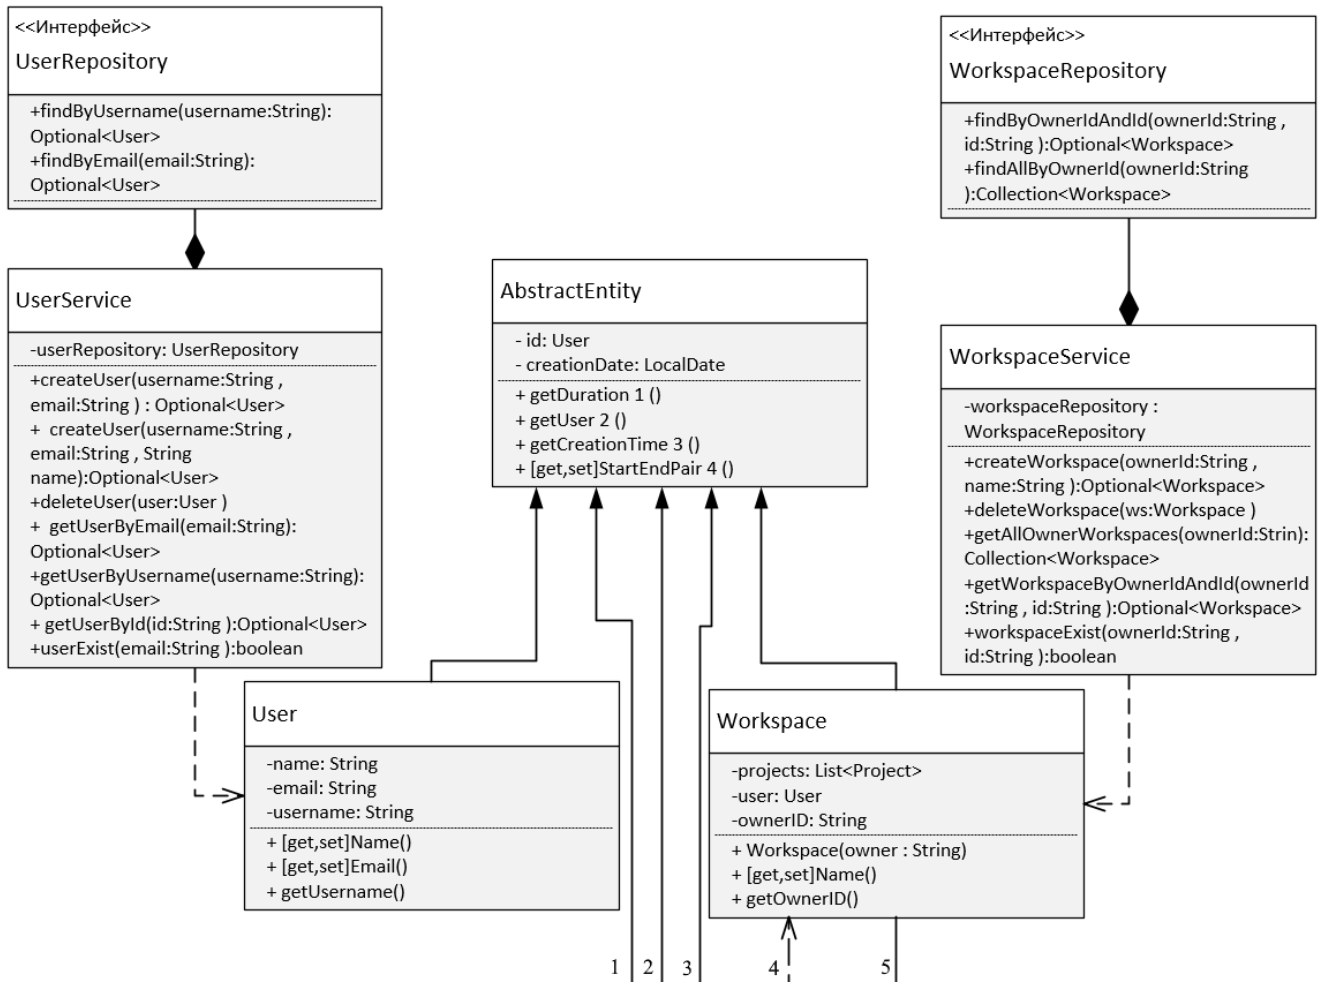 <<Интерфейс>>
UserRepository
+findByUsername(username:String):
Optional<User>
+findByEmail(email:String):
Optional<User>
<<Интерфейс>>
WorkspaceRepository
+findByOwnerIdAndId(ownerId:String ,
id:String ):Optional<Workspace>
+findAllByOwnerId(ownerId:String
):Collection<Workspace>
UserService
-userRepository: UserRepository
+createUser(username:String ,
email:String ) : Optional<User>
+ createUser(username:String ,
email:String , String
name):Optional<User>
+deleteUser(user:User )
+ getUserByEmail(email:String):
Optional<User>
+getUserByUsername(username:String):
Optional<User>
+ getUserById(id:String ):Optional<User>
+userExist(email:String ):boolean
AbstractEntity
- id: User
- creationDate: LocalDate
+ getDuration 1 ()
+ getUser 2 ()
+ getCreationTime 3 ()
+ [get,set]StartEndPair 4 ()
WorkspaceService
-workspaceRepository :
WorkspaceRepository
+createWorkspace(ownerId:String ,
name:String ):Optional<Workspace>
+deleteWorkspace(ws:Workspace )
+getAllOwnerWorkspaces(ownerId:Strin):
Collection<Workspace>
+getWorkspaceByOwnerIdAndId(ownerId
:String , id:String ):Optional<Workspace>
+workspaceExist(ownerId:String ,
id:String ):boolean
User
-name: String
-email: String
-username: String
+ [get,set]Name()
+ [get,set]Email()
+ getUsername()
Workspace
-projects: List<Project>
-user: User
-ownerID: String
+ Workspace(owner : String)
+ [get,set]Name()
+ getOwnerID()
1 2 3 4 5